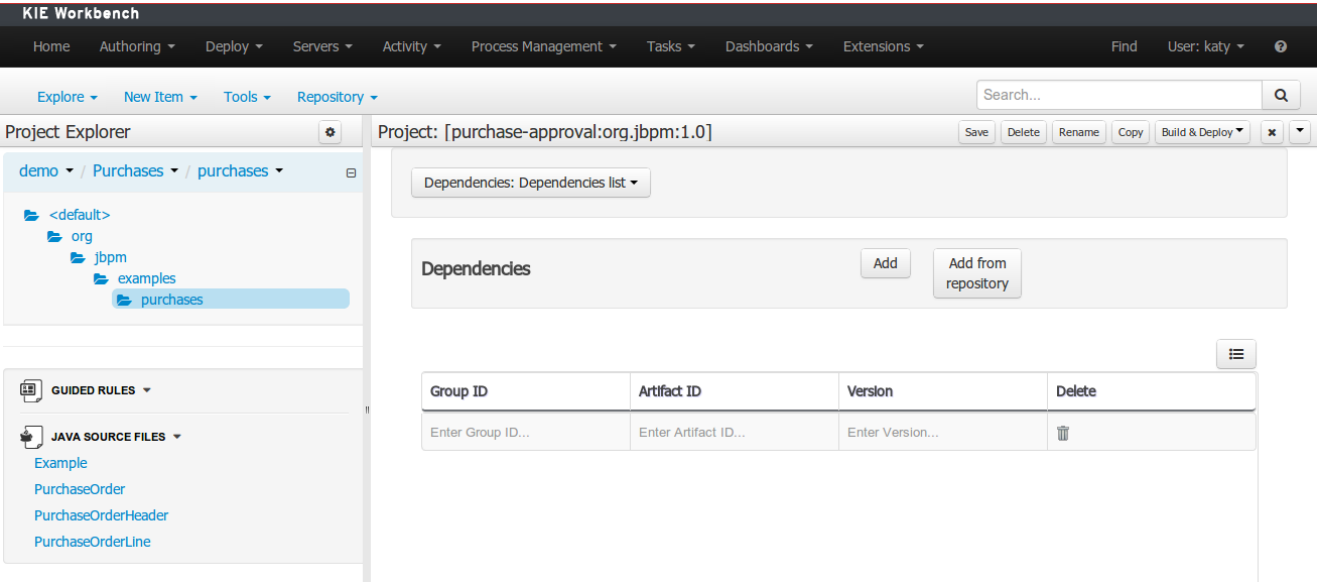 KIE Workbench
Home Authoring Deploy Servers Activity Process Management Tasks Dashboards Extensions Find User: katy
Explore New Item Tools Repository Search...
Project Explorer
Project: [purchase-approval:org.jbpm:1.0] Save Delete Rename Copy Build & Deploy
demo / Purchases / purchases
Dependencies: Dependencies list
<default>
org
jbpm
examples
purchases
Dependencies Add Add from
repository
Group ID Artifact ID Version Delete
Enter Group ID... Enter Artifact ID... Enter Version...
GUIDED RULES
JAVA SOURCE FILES
Example
PurchaseOrder
PurchaseOrderHeader
PurchaseOrderLine